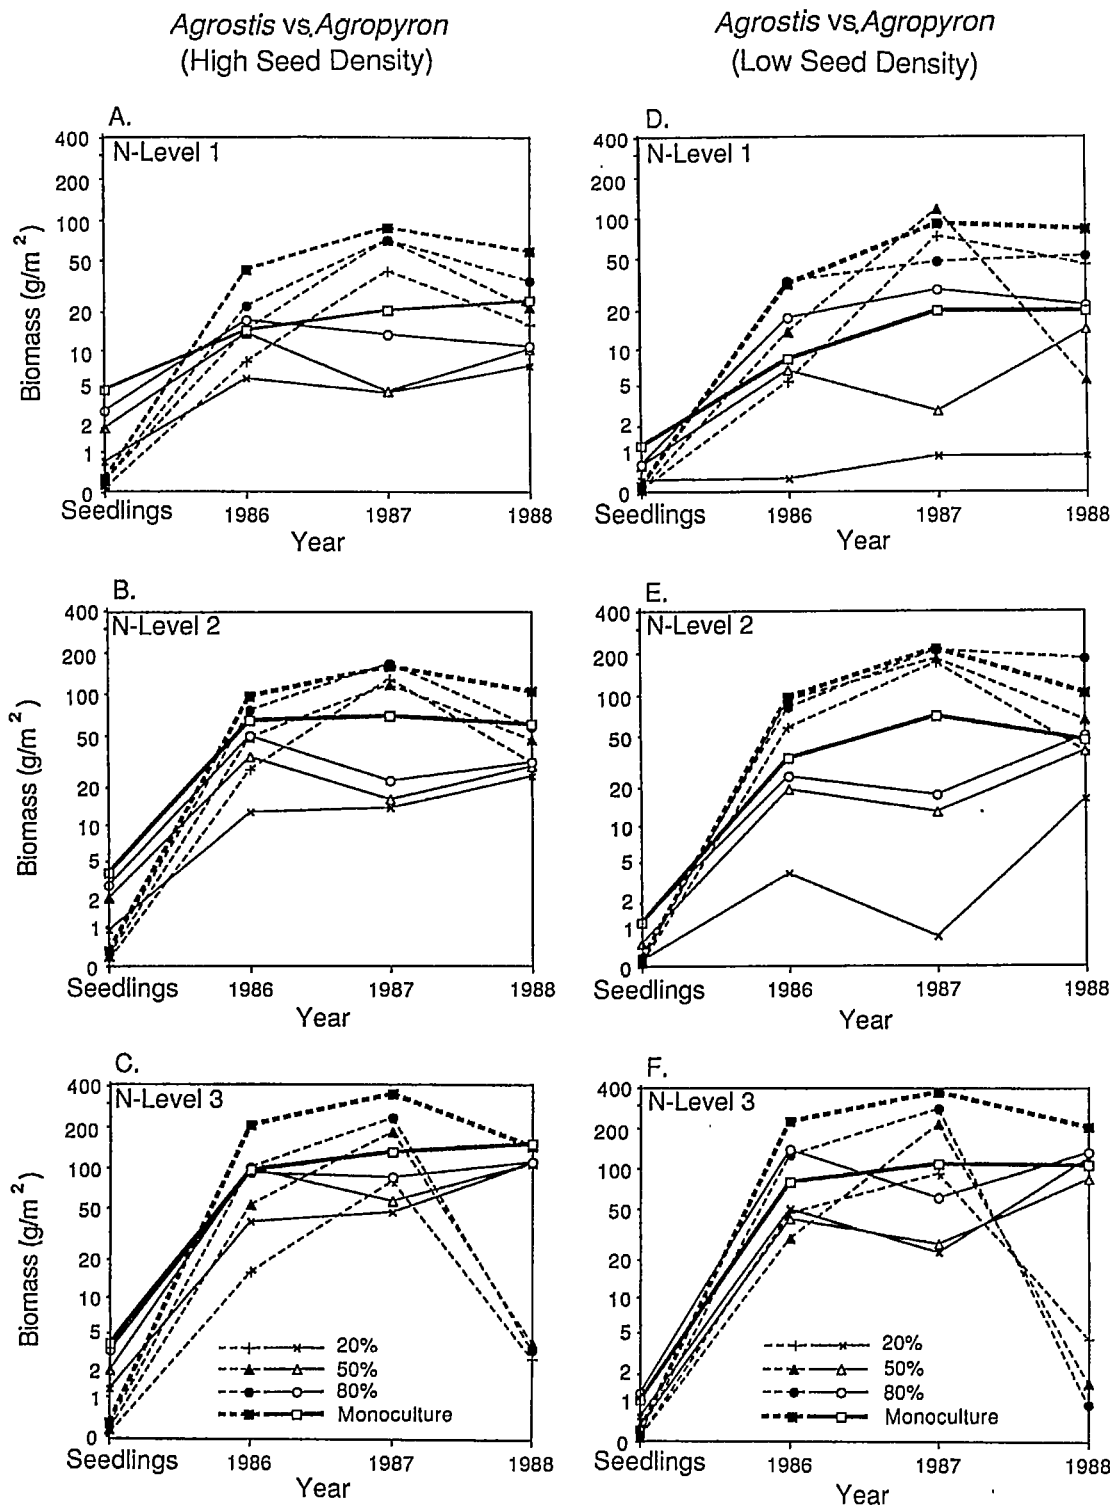 Agrostis vs. Agropyron
(High Seed Density)
Agrostis vs. Agropyron
(Low Seed Density)
A.
N-Level 1
400
200
100
50
20
10
5
2
1
0
Biomass (g/m 2)
Seedlings 1986 1987 1988
Year
D.
N-Level 1
400
200
100
50
20
10
5
2
1
0
Seedlings 1986 1987 1988
Year
B.
N-Level 2
400
200
100
50
20
10
5
2
1
0
Biomass (g/m 2)
Seedlings 1986 1987 1988
Year
E.
N-Level 2
400
200
100
50
20
10
5
2
1
0
Seedlings 1986 1987 1988
Year
C.
N-Level 3
400
200
100
50
20
10
5
2
1
0
Biomass (g/m 2)
20%
50%
80%
Monoculture
Seedlings 1986 1987 1988
Year
F.
N-Level 3
400
200
100
50
20
10
5
2
1
0
20%
50%
80%
Monoculture
Seedlings 1986 1987 1988
Year